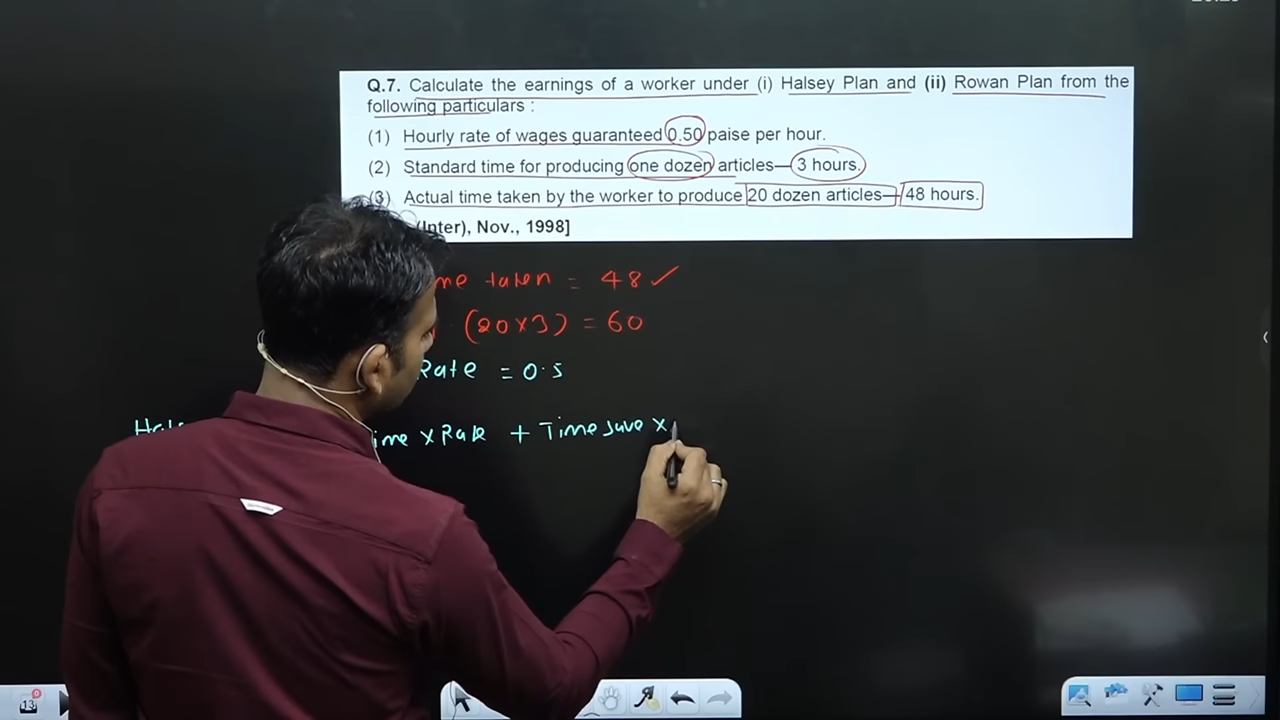 Q.7. Calculate the earnings of a worker under (i) Halsey Plan and (ii) Rowan Plan from the
following particulars :
(1) Hourly rate of wages guaranteed 0.50 paise per hour.
(2) Standard time for producing one dozen articles—3 hours.
(3) Actual time taken by the worker to produce 20 dozen articles—48 hours.
(Inter), Nov., 1998]
taken = 48 ✓
(20×3) = 60
Rate = 0.5
× Rate + Time save ×
13
0